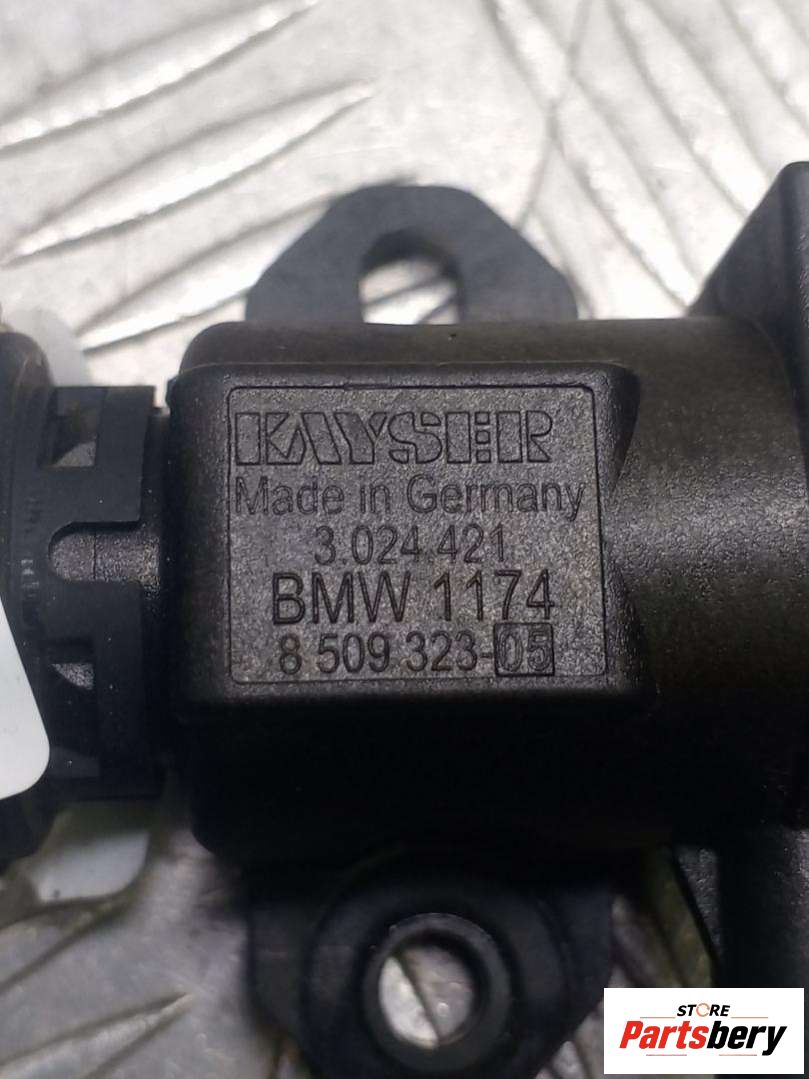 KAYSER
Made in Germany
3.024.421
BMW 1174
8 509 323-05
STORE
Partsbery